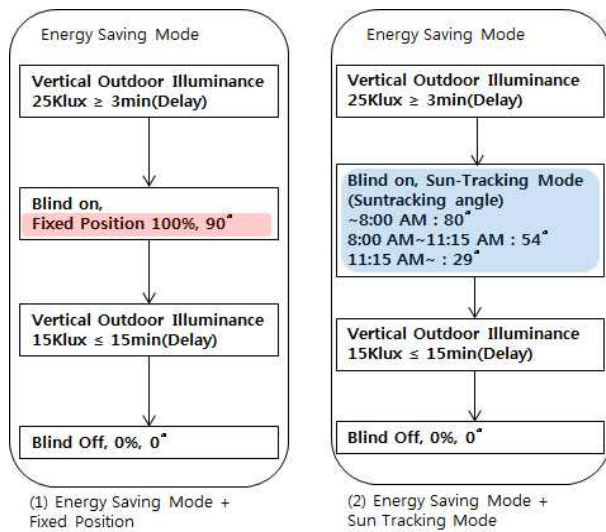 Energy Saving Mode
Vertical Outdoor Illuminance
25Klux ≥ 3min(Delay)
Blind on,
Fixed Position 100%, 90˚
Vertical Outdoor Illuminance
15Klux ≤ 15min(Delay)
Blind Off, 0%, 0˚
(1) Energy Saving Mode +
Fixed Position
Energy Saving Mode
Vertical Outdoor Illuminance
25Klux ≥ 3min(Delay)
Blind on, Sun-Tracking Mode
(Suntracking angle)
~8:00 AM : 80˚
8:00 AM~11:15 AM : 54˚
11:15 AM~ : 29˚
Vertical Outdoor Illuminance
15Klux ≤ 15min(Delay)
Blind Off, 0%, 0˚
(2) Energy Saving Mode +
Sun Tracking Mode